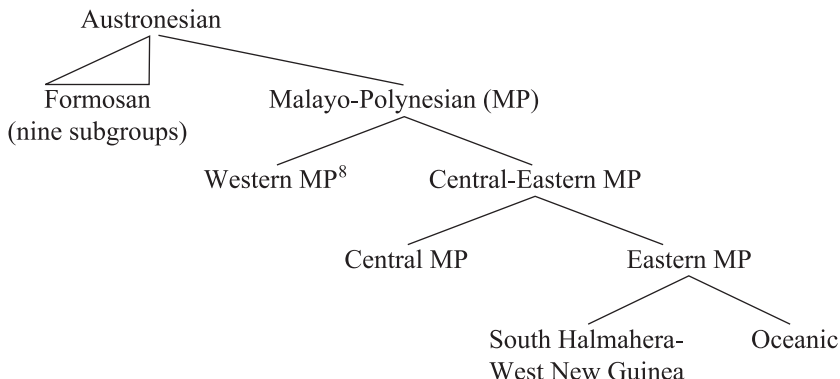 Austronesian
Formosan
(nine subgroups)
Malayo-Polynesian (MP)
Western MP⁸
Central-Eastern MP
Central MP
Eastern MP
South Halmahera-
West New Guinea
Oceanic